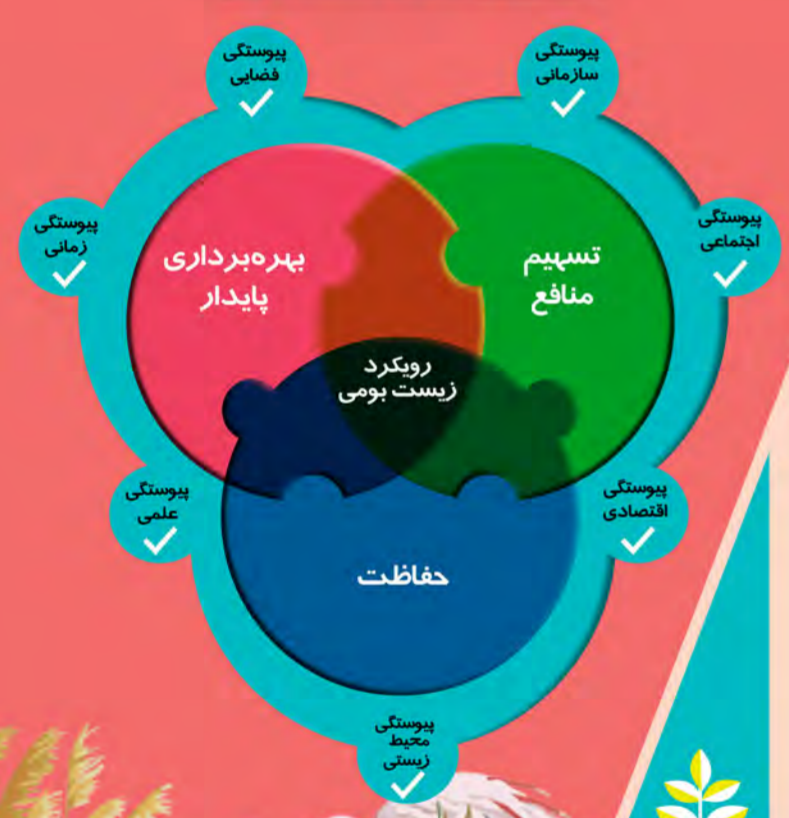 پیوستگی
سازمانی
پیوستگی
فضایی
پیوستگی
اجتماعی
پیوستگی
زمانی
تسهیم
منافع
بهره‌برداری
پایدار
رویکرد
زیست بومی
پیوستگی
اقتصادی
پیوستگی
علمی
حفاظت
پیوستگی
محیط
زیستی